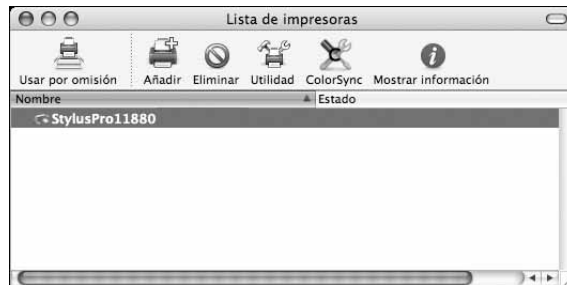 Lista de impresoras
Usar por omisión Añadir Eliminar Utilidad ColorSync Mostrar información
Nombre Estado
StylusPro11880